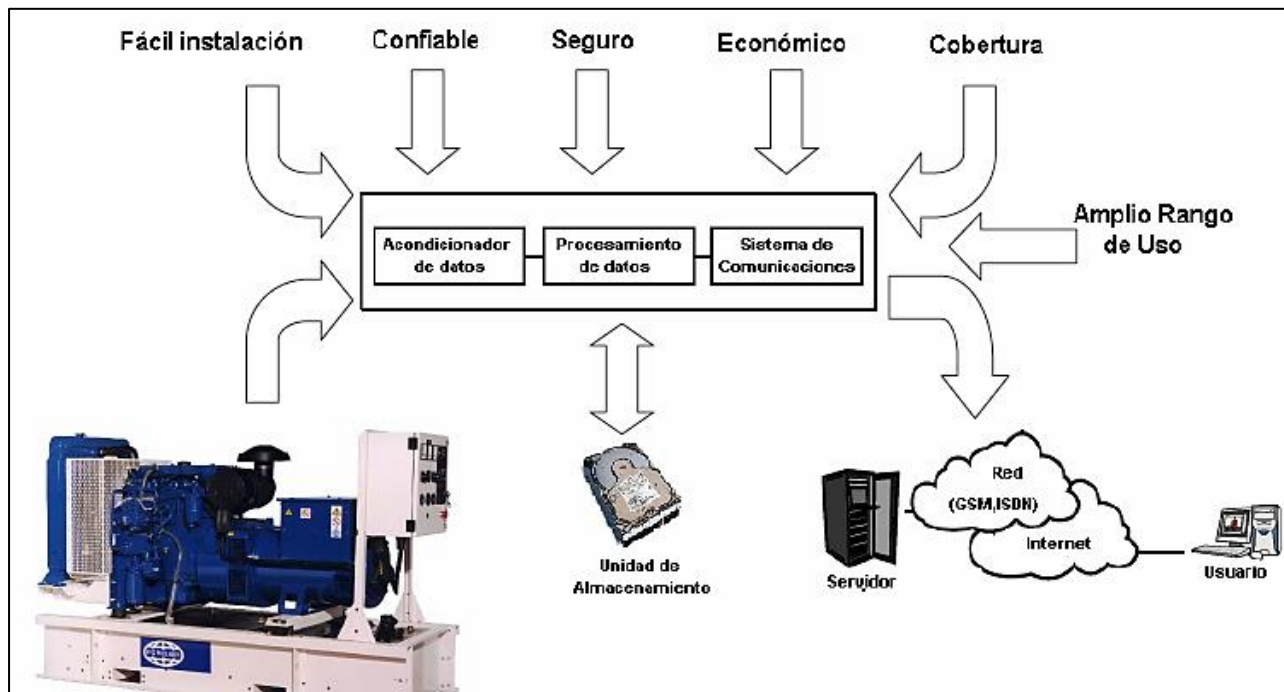 Fácil instalación
Confiable
Seguro
Económico
Cobertura
Amplio Rango
de Uso
Acondicionador
de datos
Procesamiento
de datos
Sistema de
Comunicaciones
Red
(GSM,ISDN)
Internet
Servidor
Usuario
Unidad de
Almacenamiento